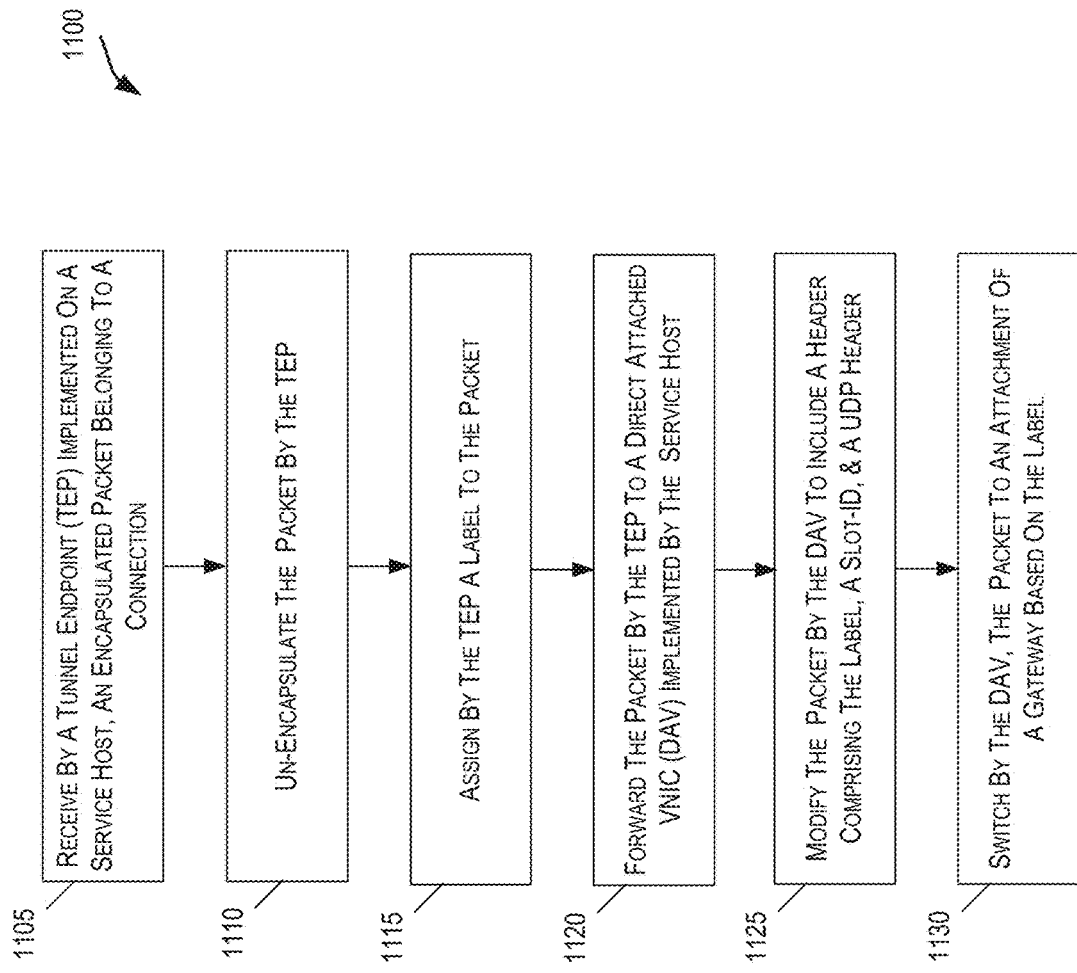 1100
1105
RECEIVE BY A TUNNEL ENDPOINT (TEP) IMPLEMENTED ON A
SERVICE HOST, AN ENCAPSULATED PACKET BELONGING TO A
CONNECTION
1110
UN-ENCAPSULATE THE PACKET BY THE TEP
1115
ASSIGN BY THE TEP A LABEL TO THE PACKET
1120
FORWARD THE PACKET BY THE TEP TO A DIRECT ATTACHED
VNIC (DAV) IMPLEMENTED BY THE SERVICE HOST
1125
MODIFY THE PACKET BY THE DAV TO INCLUDE A HEADER
COMPRISING THE LABEL, A SLOT-ID, & A UDP HEADER
1130
SWITCH BY THE DAV, THE PACKET TO AN ATTACHMENT OF
A GATEWAY BASED ON THE LABEL